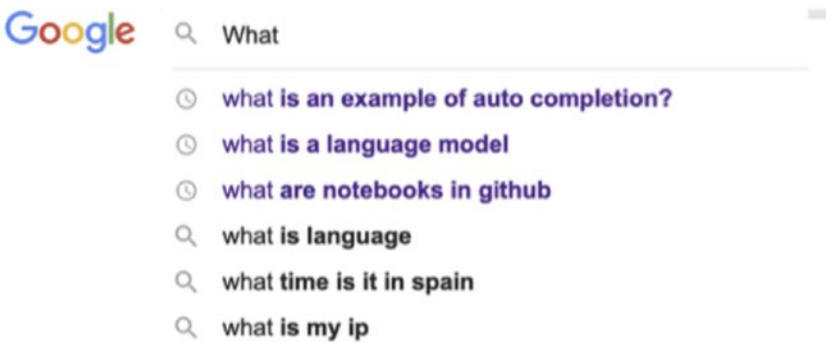 Google What
what is an example of auto completion?
what is a language model
what are notebooks in github
what is language
what time is it in spain
what is my ip